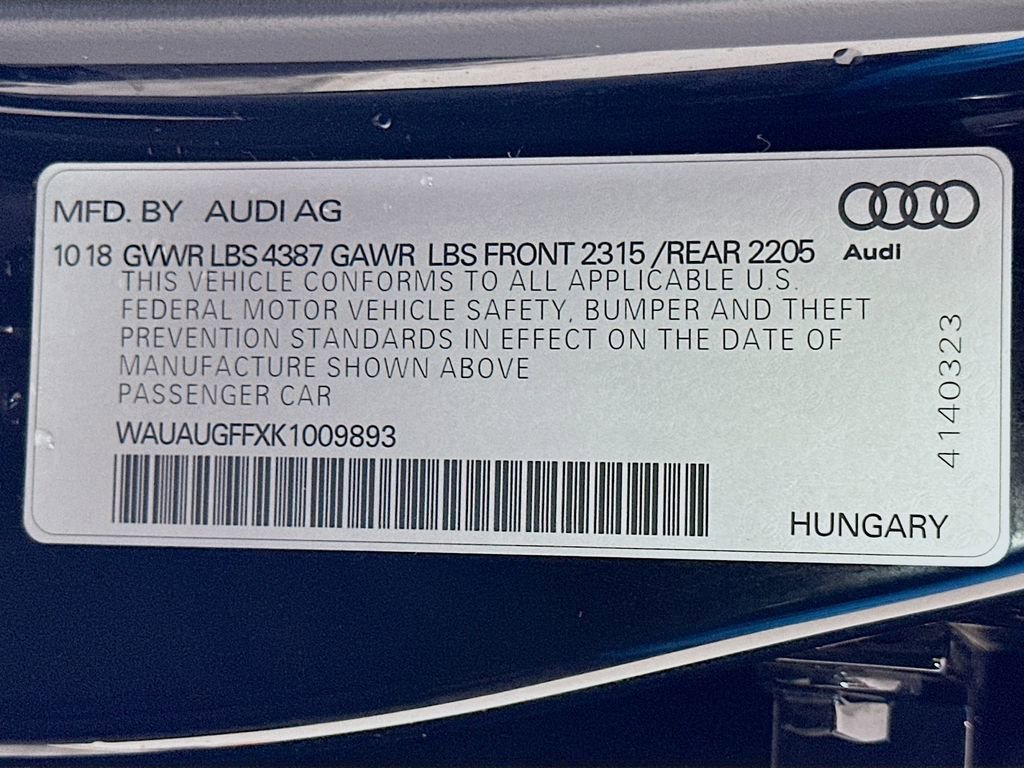 MFD. BY AUDI AG
10 18 GVWR LBS 4387 GAWR LBS FRONT 2315 /REAR 2205
Audi
THIS VEHICLE CONFORMS TO ALL APPLICABLE U.S.
FEDERAL MOTOR VEHICLE SAFETY, BUMPER AND THEFT
PREVENTION STANDARDS IN EFFECT ON THE DATE OF
MANUFACTURE SHOWN ABOVE
PASSENGER CAR
WAUAUGFFXK1009893
4140323
HUNGARY